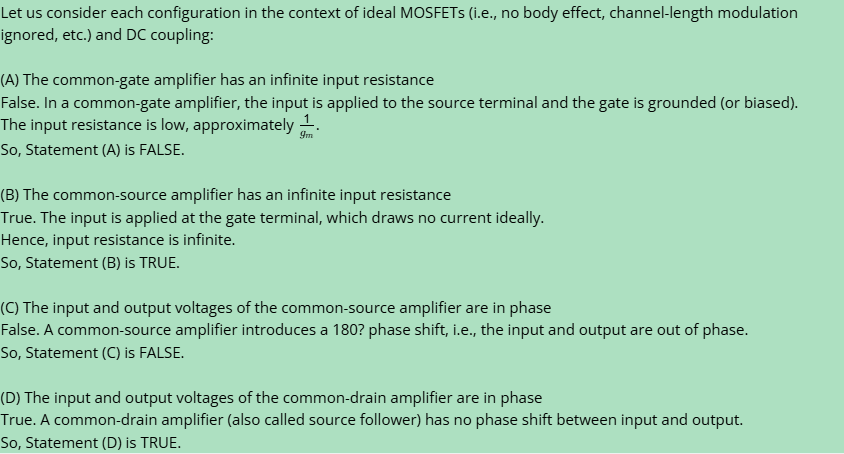 Let us consider each configuration in the context of ideal MOSFETs (i.e., no body effect, channel-length modulation
ignored, etc.) and DC coupling:
(A) The common-gate amplifier has an infinite input resistance
False. In a common-gate amplifier, the input is applied to the source terminal and the gate is grounded (or biased).
The input resistance is low, approximately \frac{1}{g_m}.
So, Statement (A) is FALSE.
(B) The common-source amplifier has an infinite input resistance
True. The input is applied at the gate terminal, which draws no current ideally.
Hence, input resistance is infinite.
So, Statement (B) is TRUE.
(C) The input and output voltages of the common-source amplifier are in phase
False. A common-source amplifier introduces a 180? phase shift, i.e., the input and output are out of phase.
So, Statement (C) is FALSE.
(D) The input and output voltages of the common-drain amplifier are in phase
True. A common-drain amplifier (also called source follower) has no phase shift between input and output.
So, Statement (D) is TRUE.